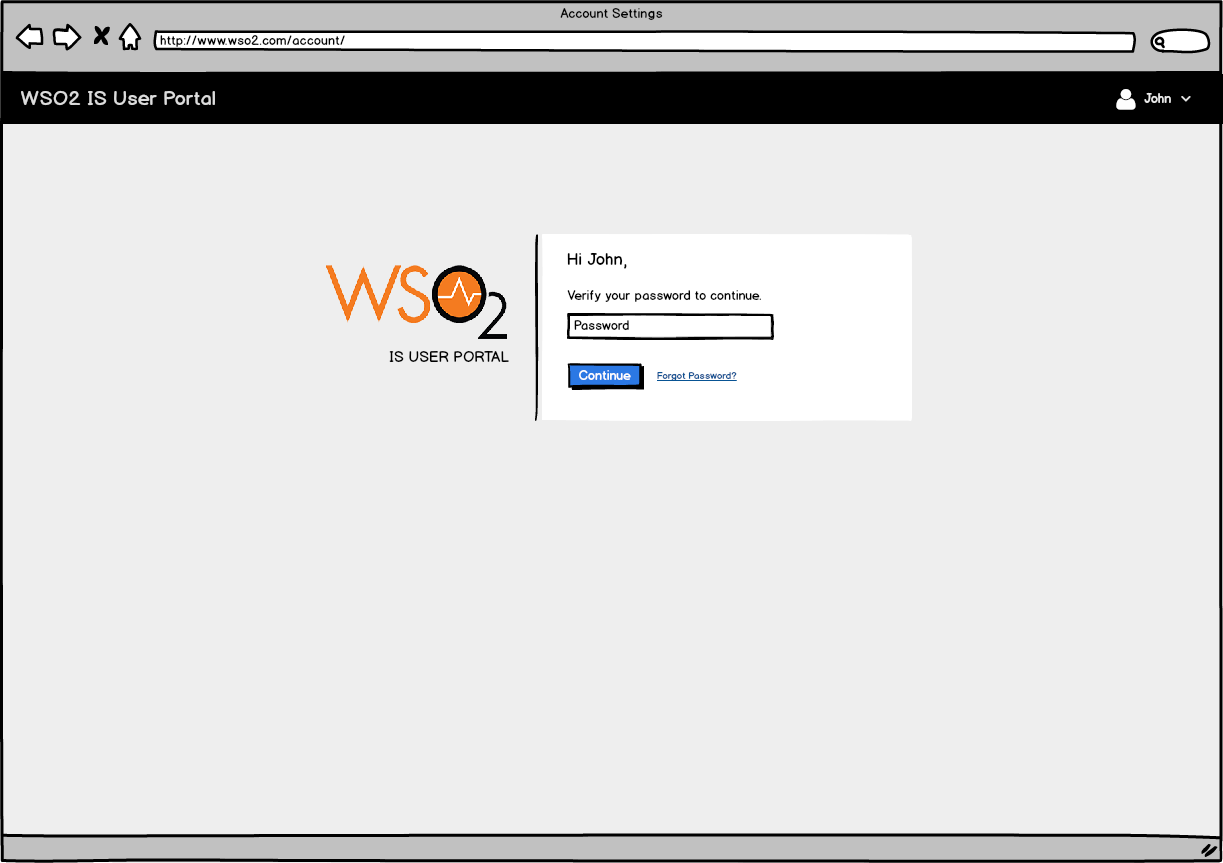 Account Settings
http://www.wso2.com/account/
WSO2 IS User Portal
John
WSO2
IS USER PORTAL
Hi John,
Verify your password to continue.
Password
Continue
Forgot Password?